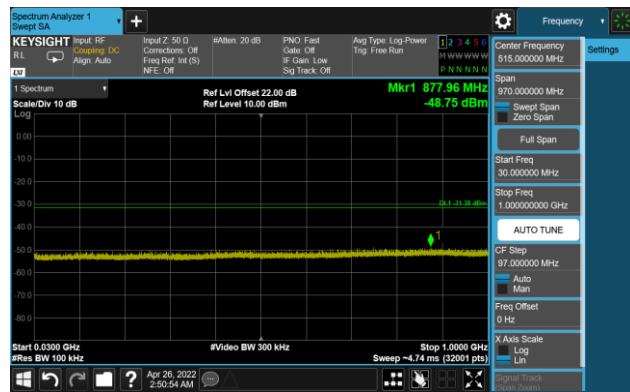 Spectrum Analyzer 1
Swept SA
Frequency
KEYSIGHT
RL
LXI
Input: RF
Coupling: DC
Align: Auto
Input Z: 50 Ω
Corrections: Off
Freq Ref: Int (S)
NFE: Off
#Atten: 20 dB
PNO: Fast
Gate: Off
IF Gain: Low
Sig Track: Off
Avg Type: Log-Power
Trig: Free Run
1 2 3 4 5 6
M W W W W W
P N N N N N
Center Frequency
515.000000 MHz
Settings
Span
970.000000 MHz
Swept Span
Zero Span
Full Span
Start Freq
30.000000 MHz
Stop Freq
1.000000000 GHz
AUTO TUNE
CF Step
97.000000 MHz
Auto
Man
Freq Offset
0 Hz
X Axis Scale
Log
Lin
Signal Track
(Span Zoom)
1 Spectrum
Scale/Div 10 dB
Log
Ref Lvl Offset 22.00 dB
Ref Level 10.00 dBm
Mkr1 877.96 MHz
-48.75 dBm
0.00
-10.0
-20.0
-30.0
DL1 -31.38 dBm
-40.0
1
-50.0
-60.0
-70.0
-80.0
Start 0.0300 GHz
#Video BW 300 kHz
Stop 1.0000 GHz
#Res BW 100 kHz
Sweep ~4.74 ms (32001 pts)
?
Apr 26, 2022
2:50:54 AM